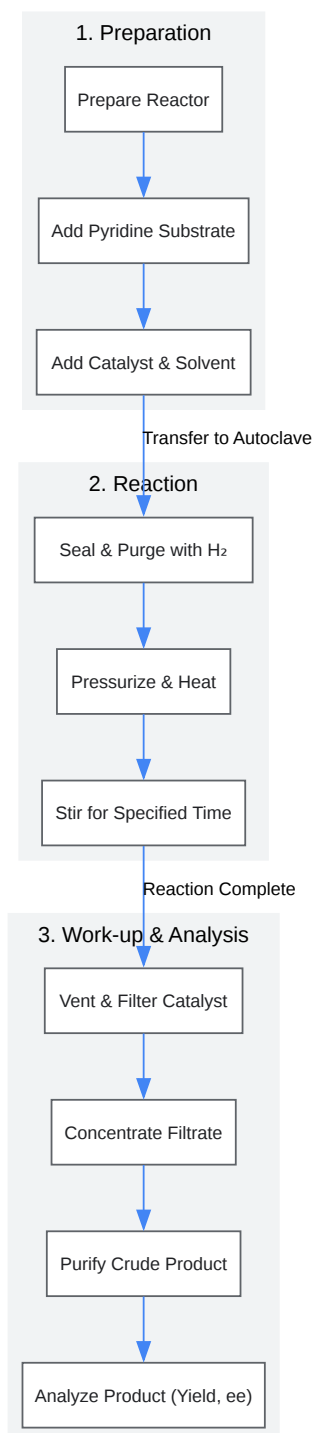 1. Preparation
Prepare Reactor
Add Pyridine Substrate
Add Catalyst & Solvent
Transfer to Autoclave
2. Reaction
Seal & Purge with H₂
Pressurize & Heat
Stir for Specified Time
Reaction Complete
3. Work-up & Analysis
Vent & Filter Catalyst
Concentrate Filtrate
Purify Crude Product
Analyze Product (Yield, ee)